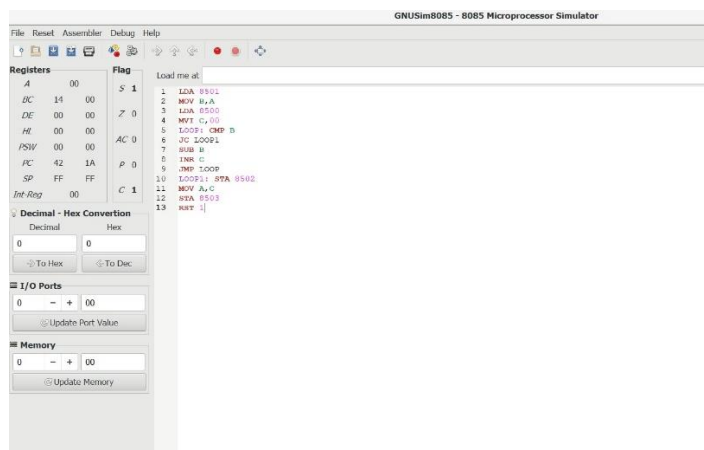 GNUSim8085 - 8085 Microprocessor Simulator
File Reset Assembler Debug Help
Registers
A 00
BC 14 00
DE 00 00
HL 00 00
PSW 00 00
PC 42 1A
SP FF FF
Int-Reg 00
Flag
S 1
Z 0
AC 0
P 0
C 1
Decimal - Hex Convertion
Decimal Hex
0 0
To Hex To Dec
I/O Ports
0 - + 00
Update Port Value
Memory
0 - + 00
Update Memory
Load me at
1 LDA 8501
2 MOV B,A
3 LDA 8500
4 MVI C,00
5 LOOP: CMP B
6 JC LOOP1
7 SUB B
8 INR C
9 JMP LOOP
10 LOOP1: STA 8502
11 MOV A,C
12 STA 8503
13 RST 1